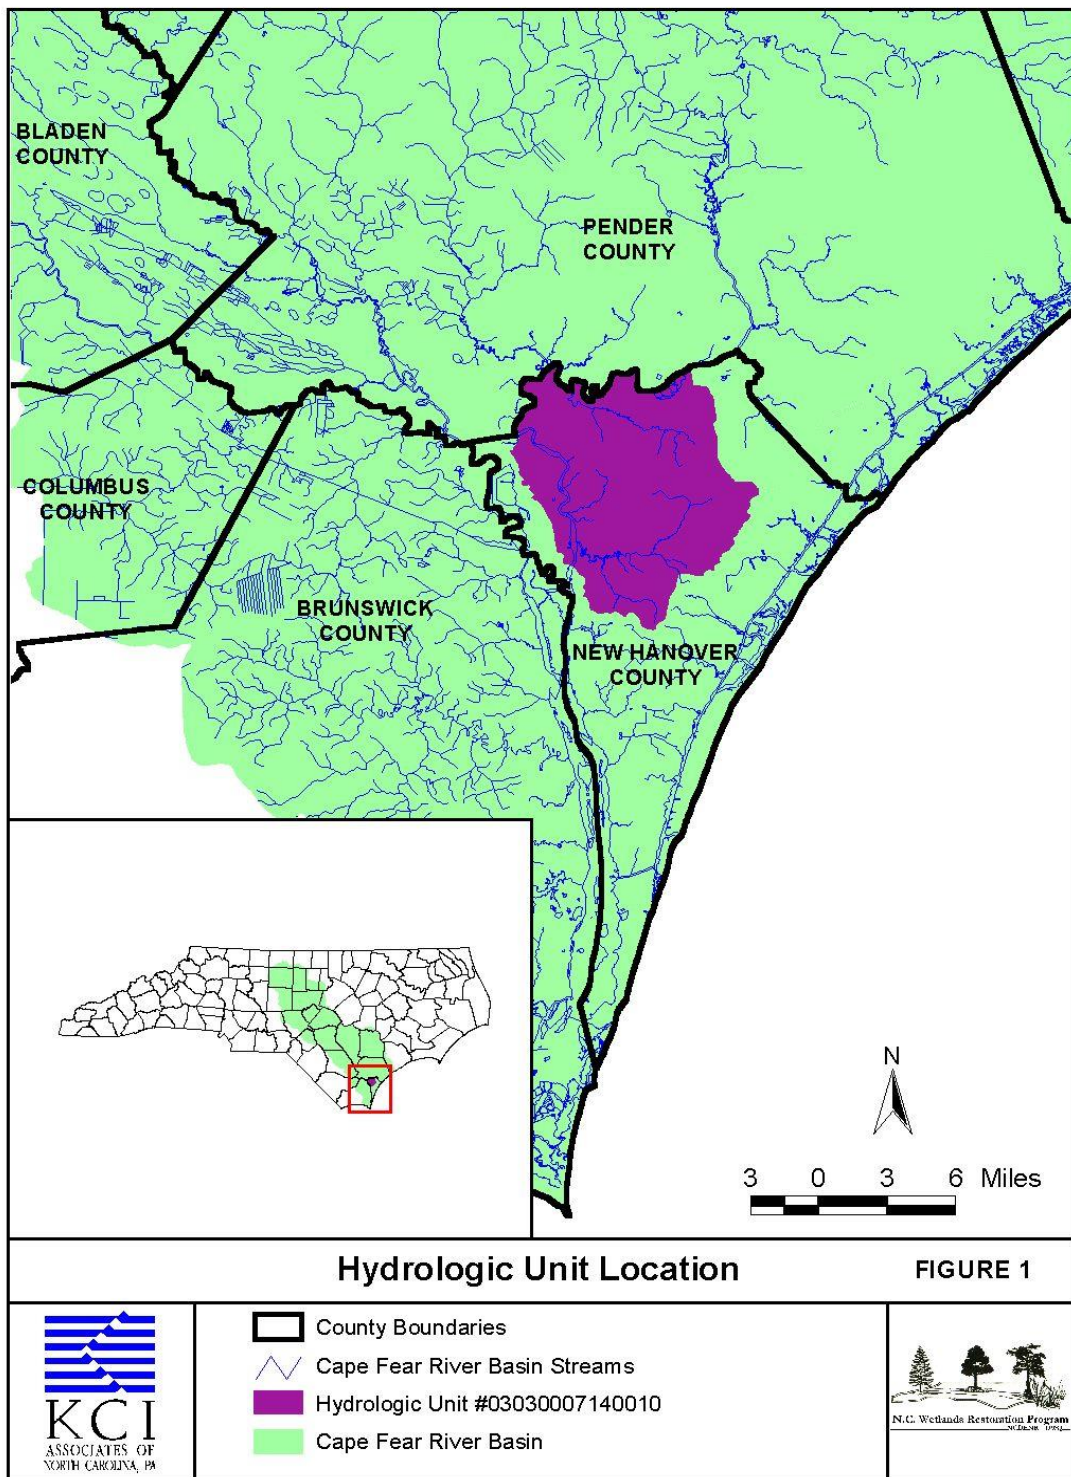 BLADEN
COUNTY
PENDER
COUNTY
COLUMBUS
COUNTY
BRUNSWICK
COUNTY
NEW HANOVER
COUNTY
N
3 0 3 6 Miles
Hydrologic Unit Location
FIGURE 1
County Boundaries
Cape Fear River Basin Streams
Hydrologic Unit #03030007140010
Cape Fear River Basin
KCI
ASSOCIATES OF
NORTH CAROLINA, PA
N.C. Wetlands Restoration Program